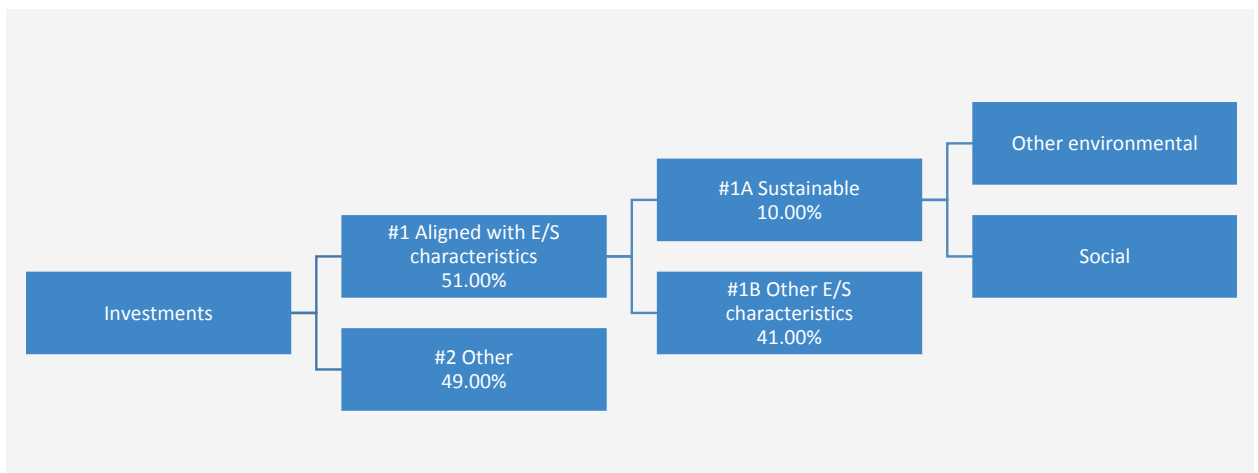 Investments
#1 Aligned with E/S
characteristics
51.00%
#2 Other
49.00%
#1A Sustainable
10.00%
#1B Other E/S
characteristics
41.00%
Other environmental
Social